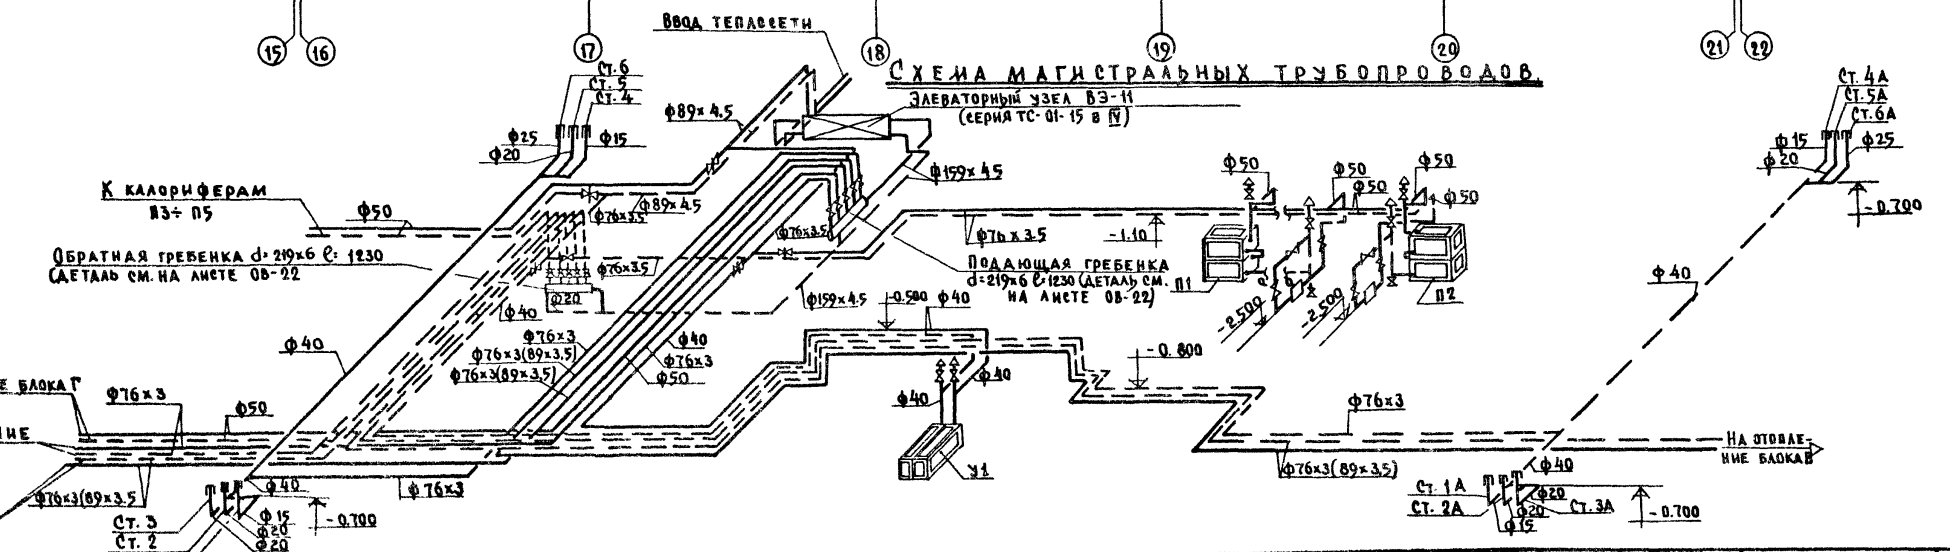 15 16 17 18 19 20 21 22
Ввод теплосети
Схема магистральных трубопроводов
Элеваторный узел ВЭ-11
(серия ТС-01-15 в IV)
Ст. 6
Ст. 5
Ст. 4
ф25
ф20
ф15
ф89×4.5
К калориферам
П3÷П5
ф50
ф76×3.5
ф89×4.5
Обратная гребенка d=219×6 ℓ=1230
(деталь см. на листе ОВ-22
ф76×3.5
ф20
ф40
ф76×3.5
ф159×4.5
ф159×4.5
Подающая гребенка
d=219×6 ℓ=1230 (деталь см.
на листе ОВ-22)
ф76×3.5
-1.10
ф50
ф50
ф50
ф50
ф50
П1
П2
-2.500
-2.500
Ст. 4А
Ст. 5А
Ст. 6А
ф15
ф20
ф25
-0.700
ф40
ф40
ф76×3
ф76×3(89×3.5)
ф76×3(89×3.5)
ф40
ф76×3
ф50
-0.500
ф40
ф40
ф40
У1
-0.800
е блока Г
ф76×3
ф50
ние
ф76×3(89×3.5
ф40
ф76×3
Ст. 3
Ст. 2
ф15
ф20
ф20
-0.700
ф76×3
ф76×3(89×3.5)
На отопле-
ние блока В
ф40
Ст. 1А
Ст. 2А
ф20
ф20
ф15
Ст. 3А
-0.700